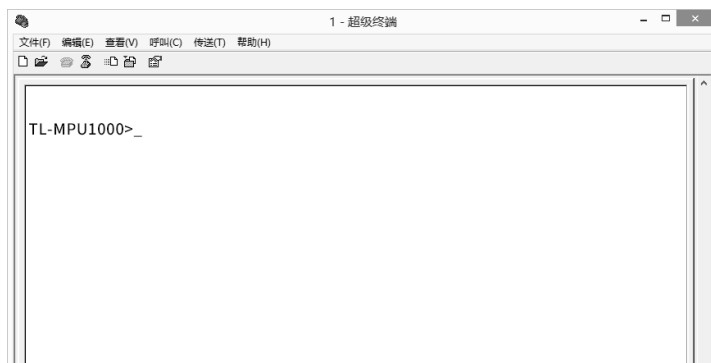 1 - 超级终端
文件(F) 编辑(E) 查看(V) 呼叫(C) 传送(T) 帮助(H)
TL-MPU1000>_